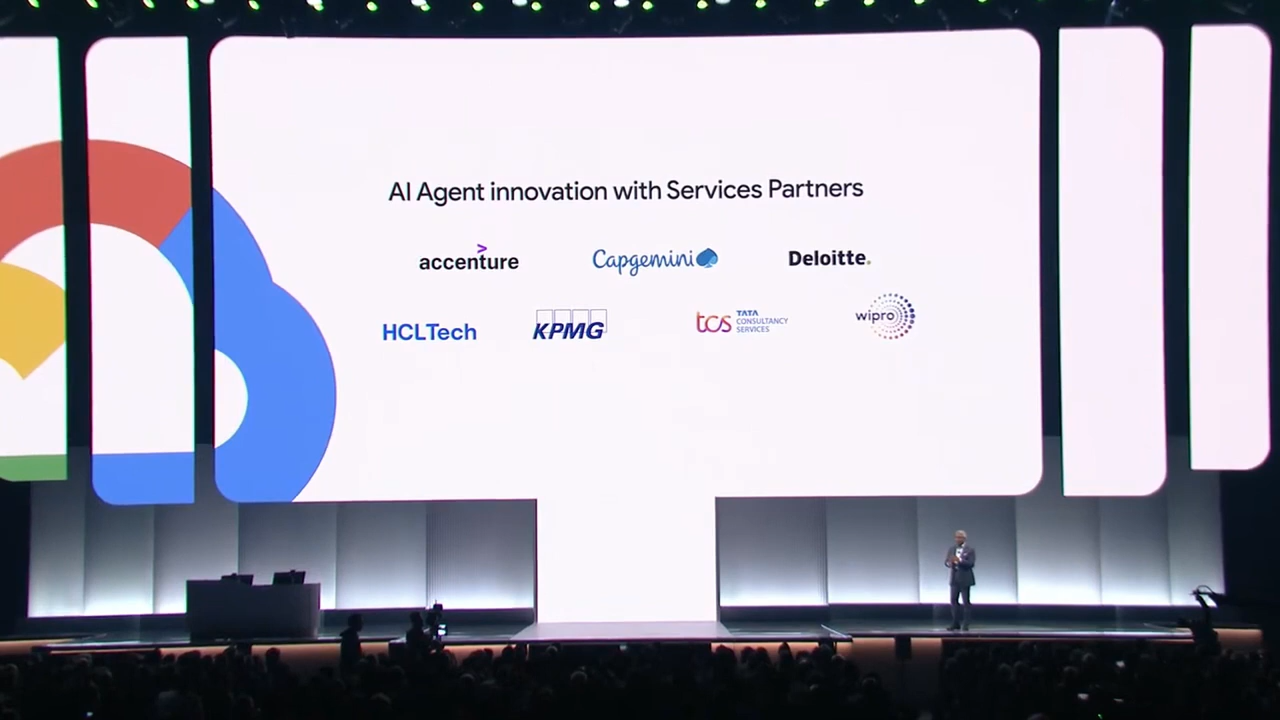 AI Agent innovation with Services Partners
accenture
Capgemini
Deloitte.
HCLTech
KPMG
tcs TATA
CONSULTANCY
SERVICES
wipro